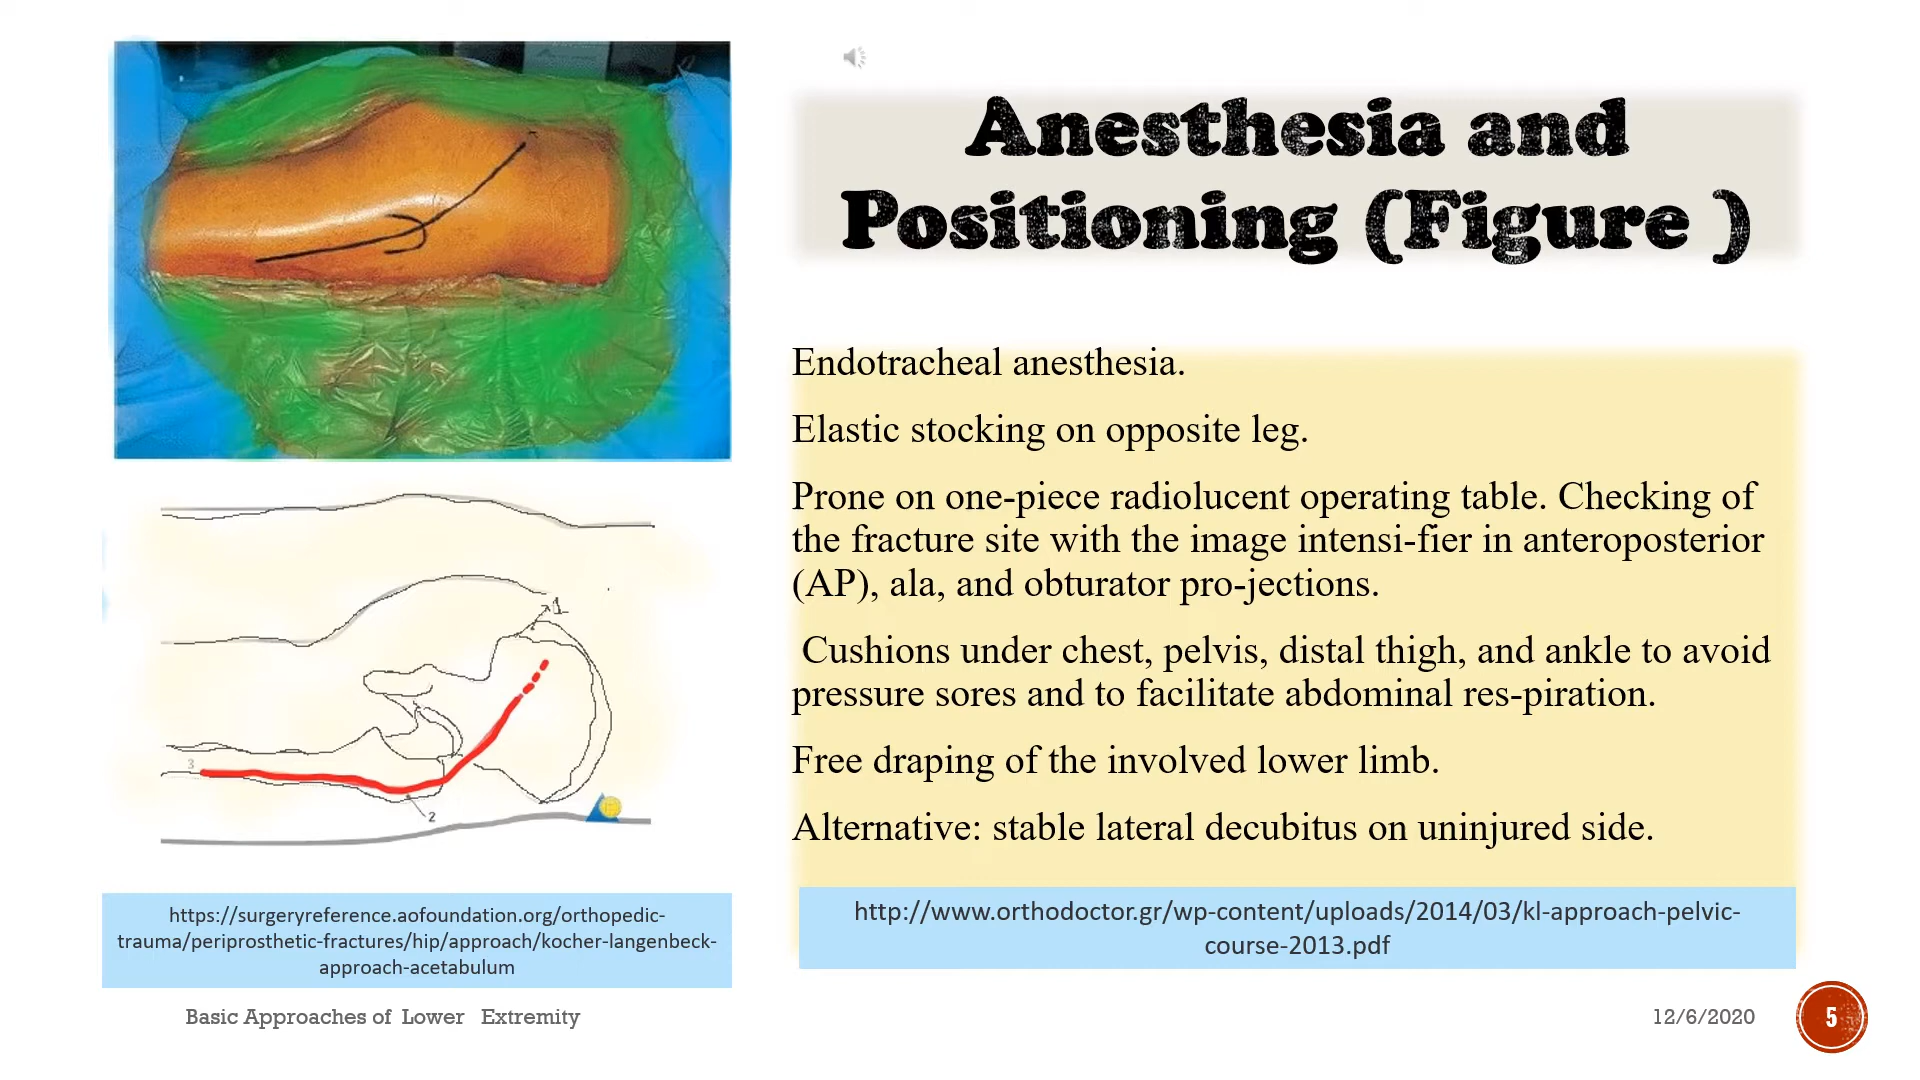 Anesthesia and
Positioning (Figure )
Endotracheal anesthesia.
Elastic stocking on opposite leg.
Prone on one-piece radiolucent operating table. Checking of
the fracture site with the image intensi-fier in anteroposterior
(AP), ala, and obturator pro-jections.
Cushions under chest, pelvis, distal thigh, and ankle to avoid
pressure sores and to facilitate abdominal res-piration.
Free draping of the involved lower limb.
Alternative: stable lateral decubitus on uninjured side.
1
3
2
https://surgeryreference.aofoundation.org/orthopedic-
trauma/periprosthetic-fractures/hip/approach/kocher-langenbeck-
approach-acetabulum
http://www.orthodoctor.gr/wp-content/uploads/2014/03/kl-approach-pelvic-
course-2013.pdf
Basic Approaches of Lower Extremity
12/6/2020
5